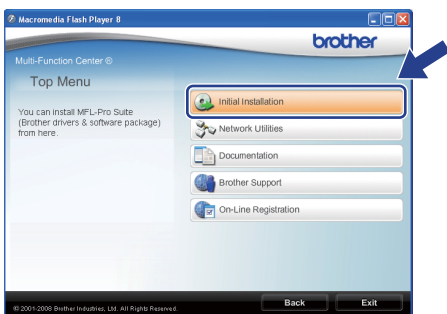 Macromedia Flash Player 8
brother
Multi-Function Center ®
Top Menu
You can install MFL-Pro Suite
(Brother drivers & software package)
from here.
Initial Installation
Network Utilities
Documentation
Brother Support
On-Line Registration
© 2001-2008 Brother Industries, Ltd. All Rights Reserved.
Back
Exit